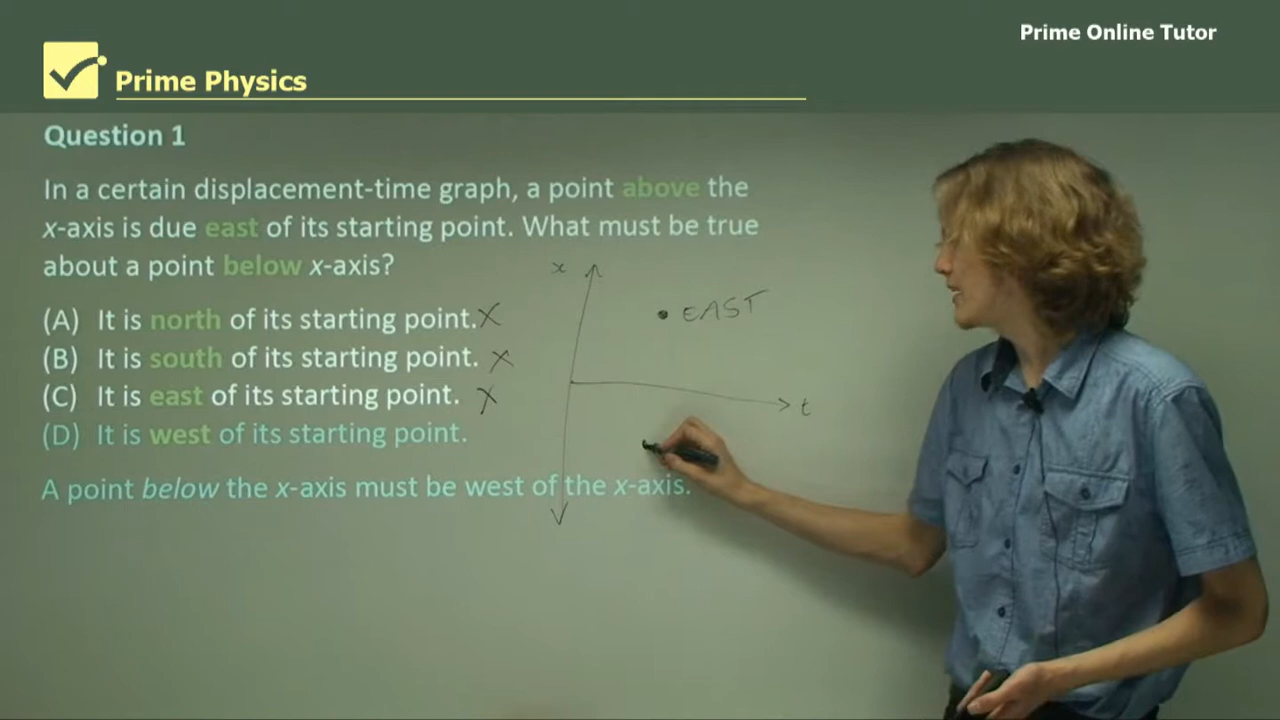 Prime Online Tutor
Prime Physics
Question 1
In a certain displacement-time graph, a point above the
x-axis is due east of its starting point. What must be true
about a point below x-axis?
x
(A) It is north of its starting point. X
EAST
(B) It is south of its starting point. X
(C) It is east of its starting point. X
t
(D) It is west of its starting point.
A point below the x-axis must be west of the x-axis.